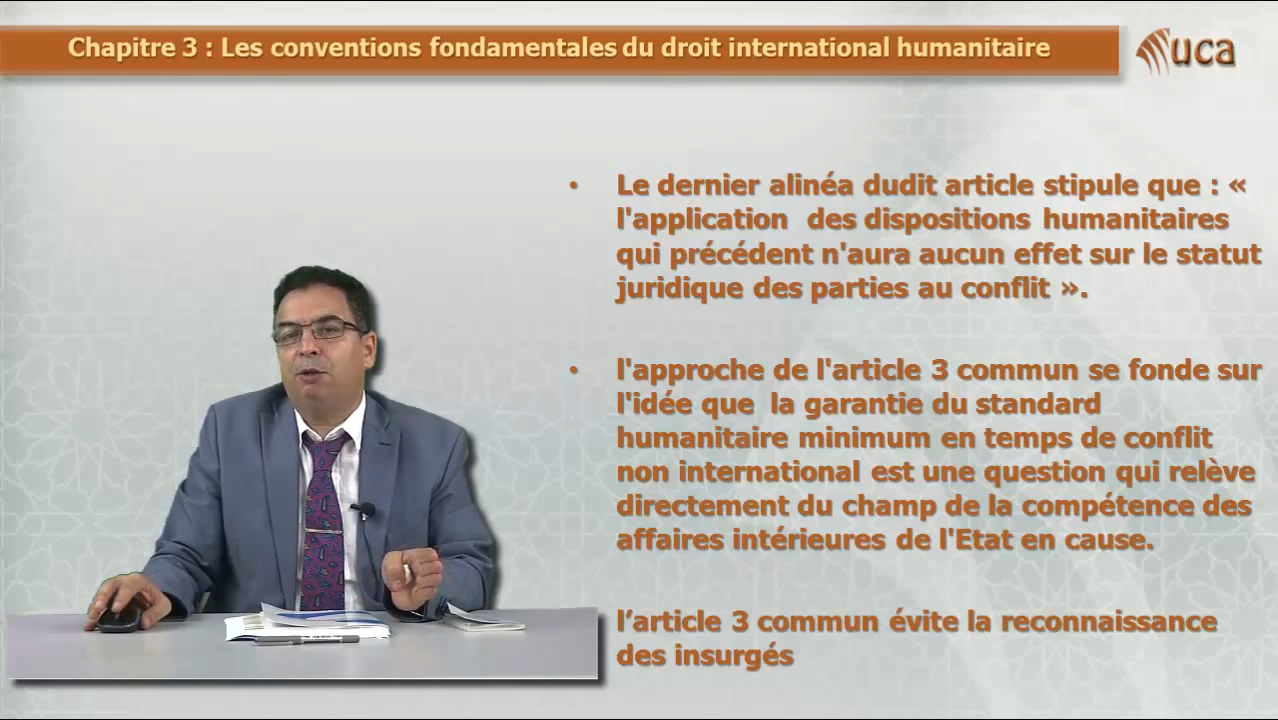 Chapitre 3 : Les conventions fondamentales du droit international humanitaire
uca
• Le dernier alinéa dudit article stipule que : «
l'application des dispositions humanitaires
qui précédent n'aura aucun effet sur le statut
juridique des parties au conflit ».
• l'approche de l'article 3 commun se fonde sur
l'idée que la garantie du standard
humanitaire minimum en temps de conflit
non international est une question qui relève
directement du champ de la compétence des
affaires intérieures de l'Etat en cause.
l’article 3 commun évite la reconnaissance
des insurgés